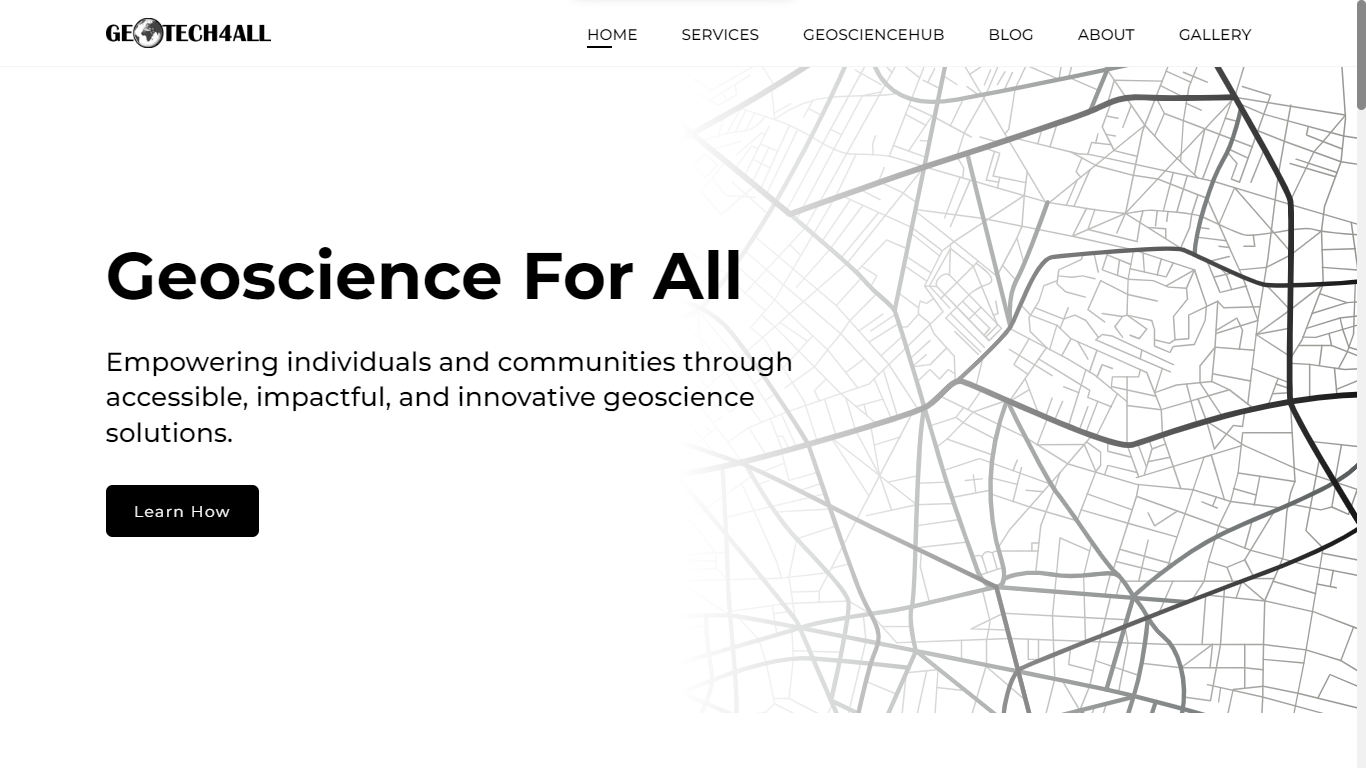 GEOTECH4ALL
HOME SERVICES GEOSCIENCEHUB BLOG ABOUT GALLERY
Geoscience For All
Empowering individuals and communities through
accessible, impactful, and innovative geoscience
solutions.
Learn How